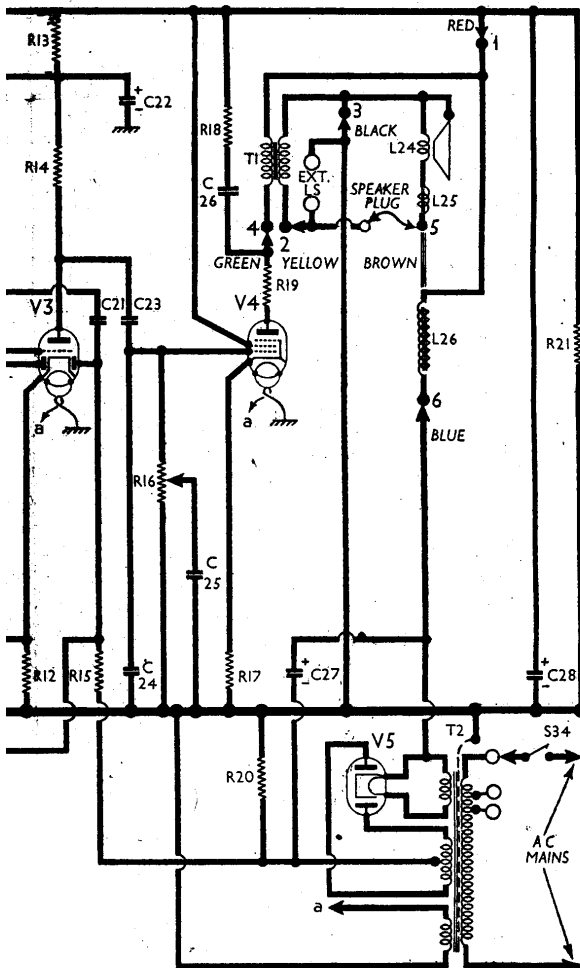 RED
1
R13
+
-
C22
R18
3
BLACK
R14
T1
EXT.
LS
L24
C
26
SPEAKER
PLUG
L25
4
2
5
GREEN
YELLOW
BROWN
R19
V3
C21
C23
V4
L26
R21
a
a
6
BLUE
R16
C
25
R12
R15
C
24
R17
+
-
C27
+
-
C28
V5
T2
S34
R20
AC
MAINS
a